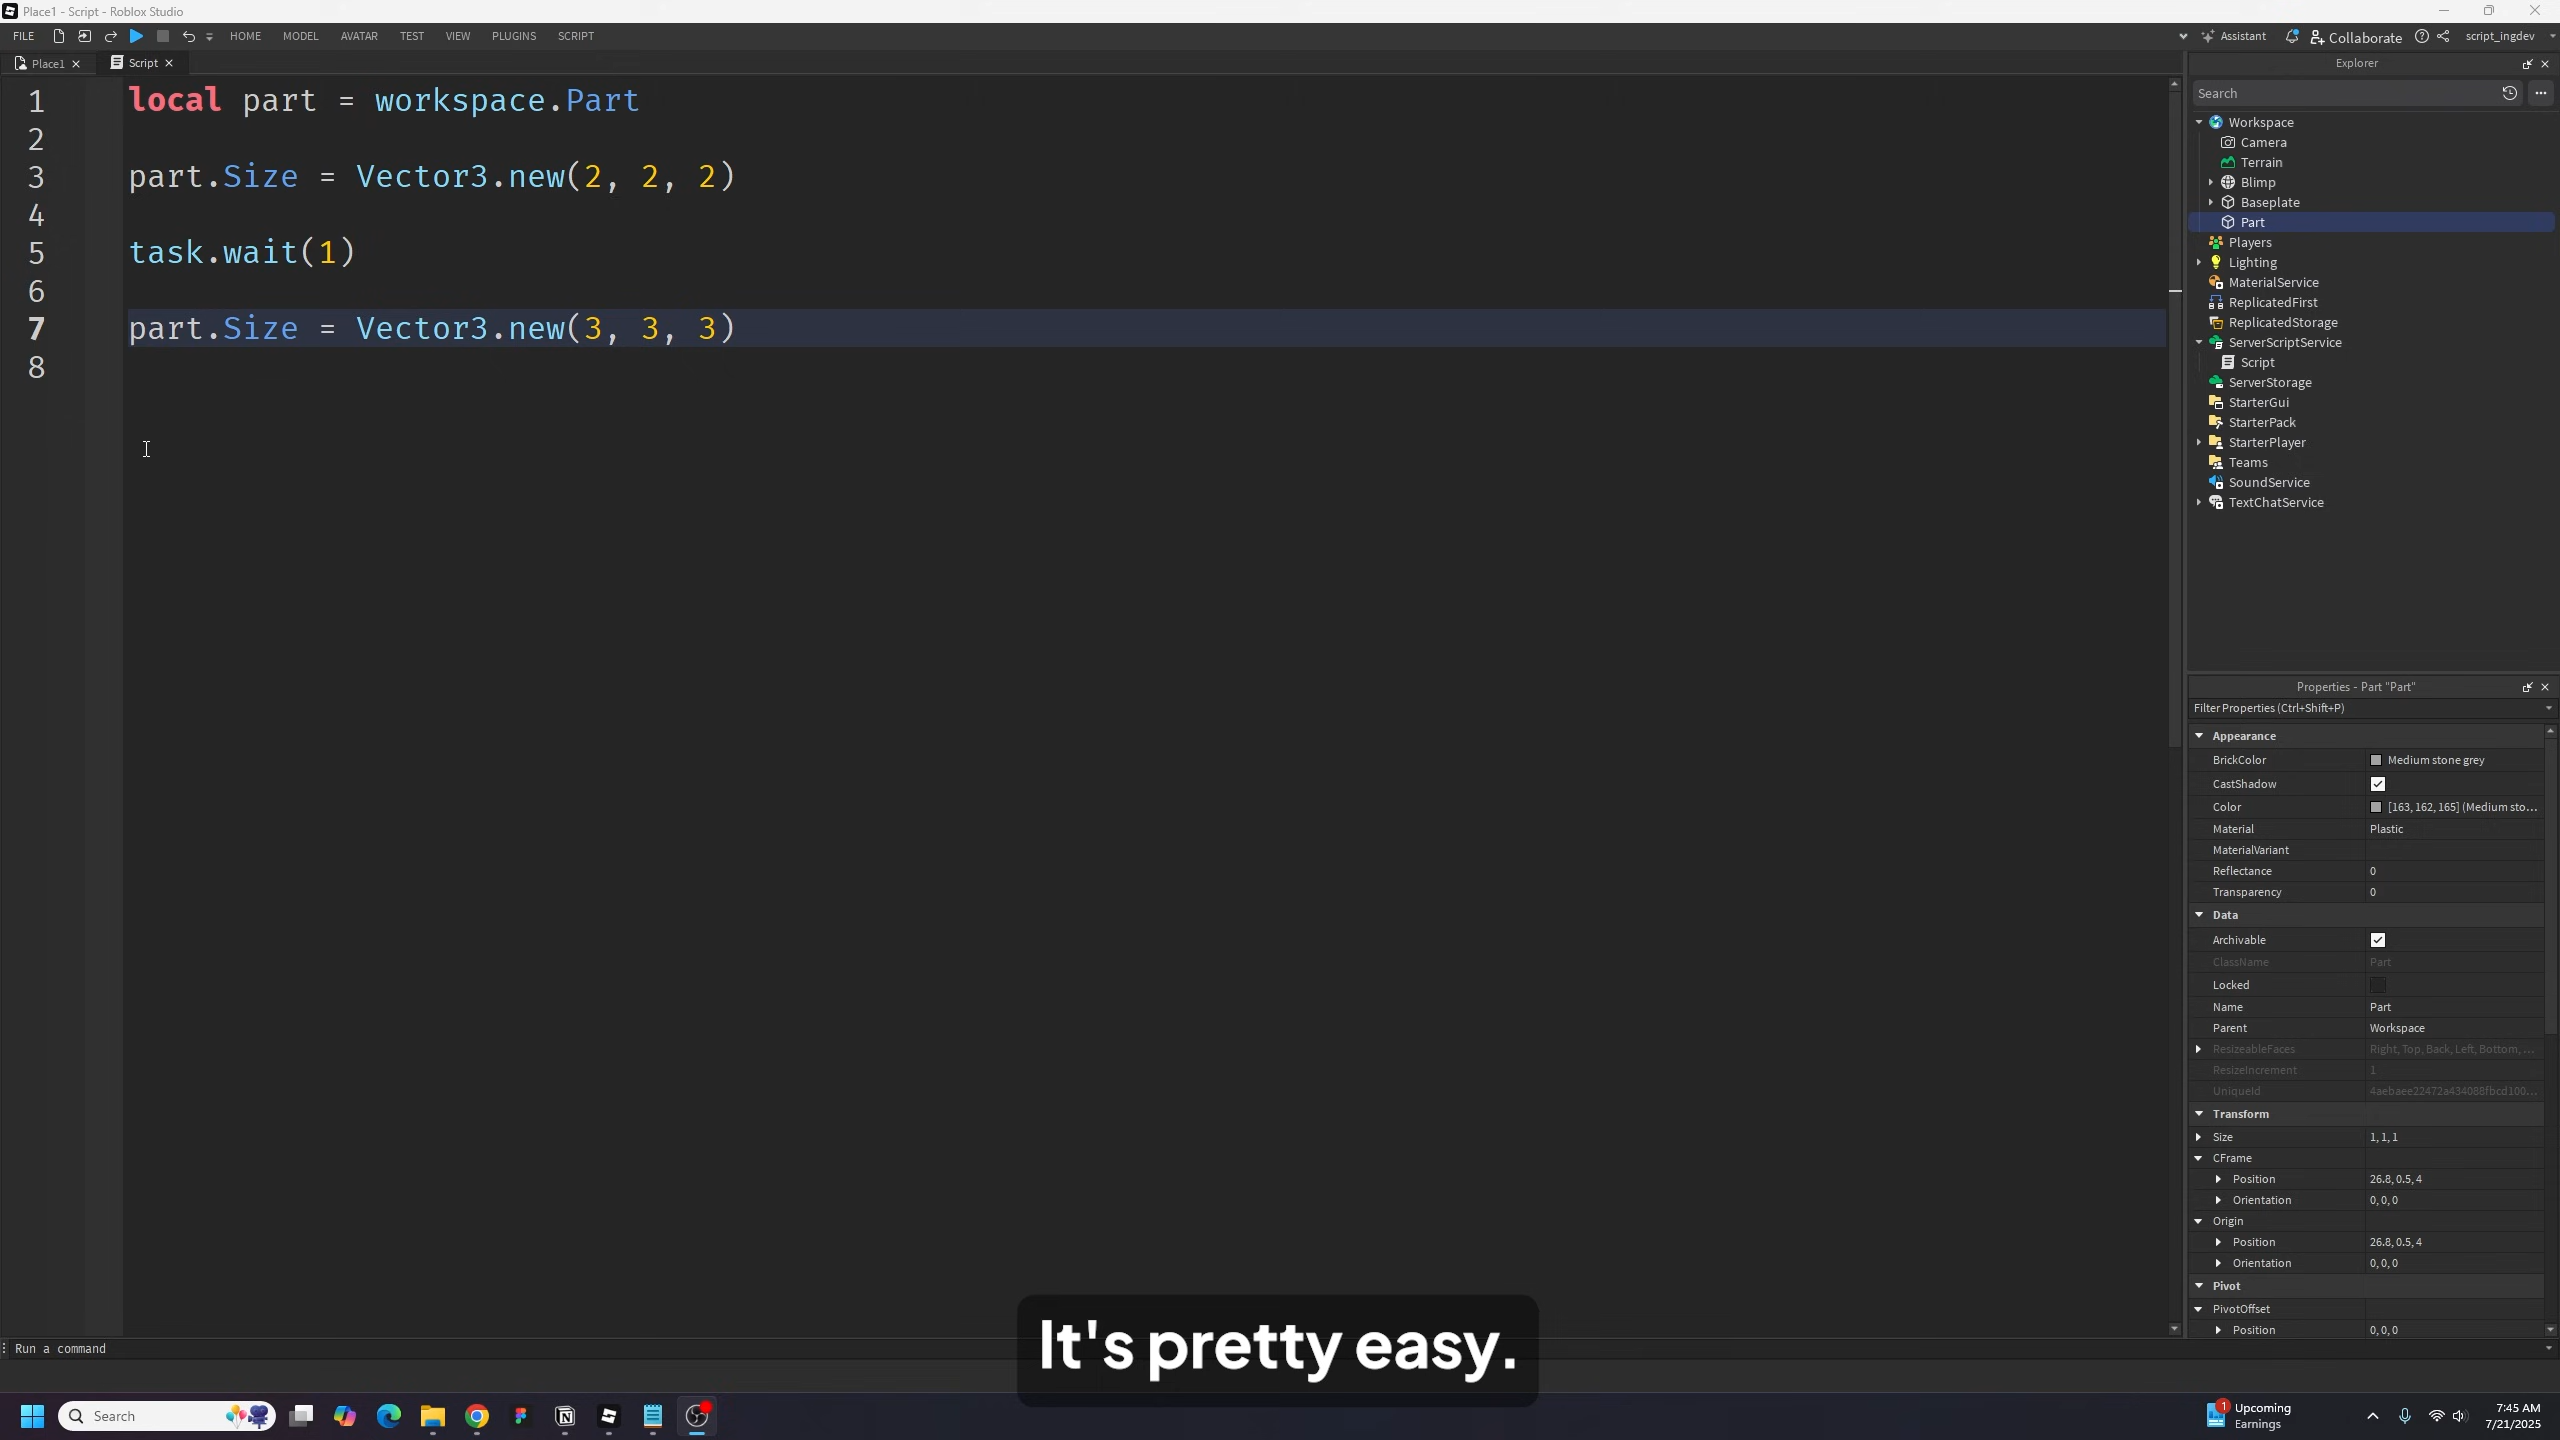 Place1 - Script - Roblox Studio
FILE HOME MODEL AVATAR TEST VIEW PLUGINS SCRIPT Assistant Collaborate script_ingdev
Place1 Script
1 local part = workspace.Part
2
3 part.Size = Vector3.new(2, 2, 2)
4
5 task.wait(1)
6
7 part.Size = Vector3.new(3, 3, 3)
8
Explorer
Search
Workspace
Camera
Terrain
Blimp
Baseplate
Part
Players
Lighting
MaterialService
ReplicatedFirst
ReplicatedStorage
ServerScriptService
Script
ServerStorage
StarterGui
StarterPack
StarterPlayer
Teams
SoundService
TextChatService
Properties - Part "Part"
Filter Properties (Ctrl+Shift+P)
Appearance
BrickColor Medium stone grey
CastShadow
Color [163, 162, 165] (Medium sto...
Material Plastic
MaterialVariant
Reflectance 0
Transparency 0
Data
Archivable
ClassName Part
Locked
Name Part
Parent Workspace
ResizeableFaces Right, Top, Back, Left, Bottom, ...
ResizeIncrement 1
UniqueId 4aebaee22472a434088fbcd100...
Transform
Size 1, 1, 1
CFrame
Position 26.8, 0.5, 4
Orientation 0, 0, 0
Origin
Position 26.8, 0.5, 4
Orientation 0, 0, 0
Pivot
PivotOffset
Position 0, 0, 0
Run a command
It's pretty easy.
Search
1
Upcoming
Earnings
7:45 AM
7/21/2025